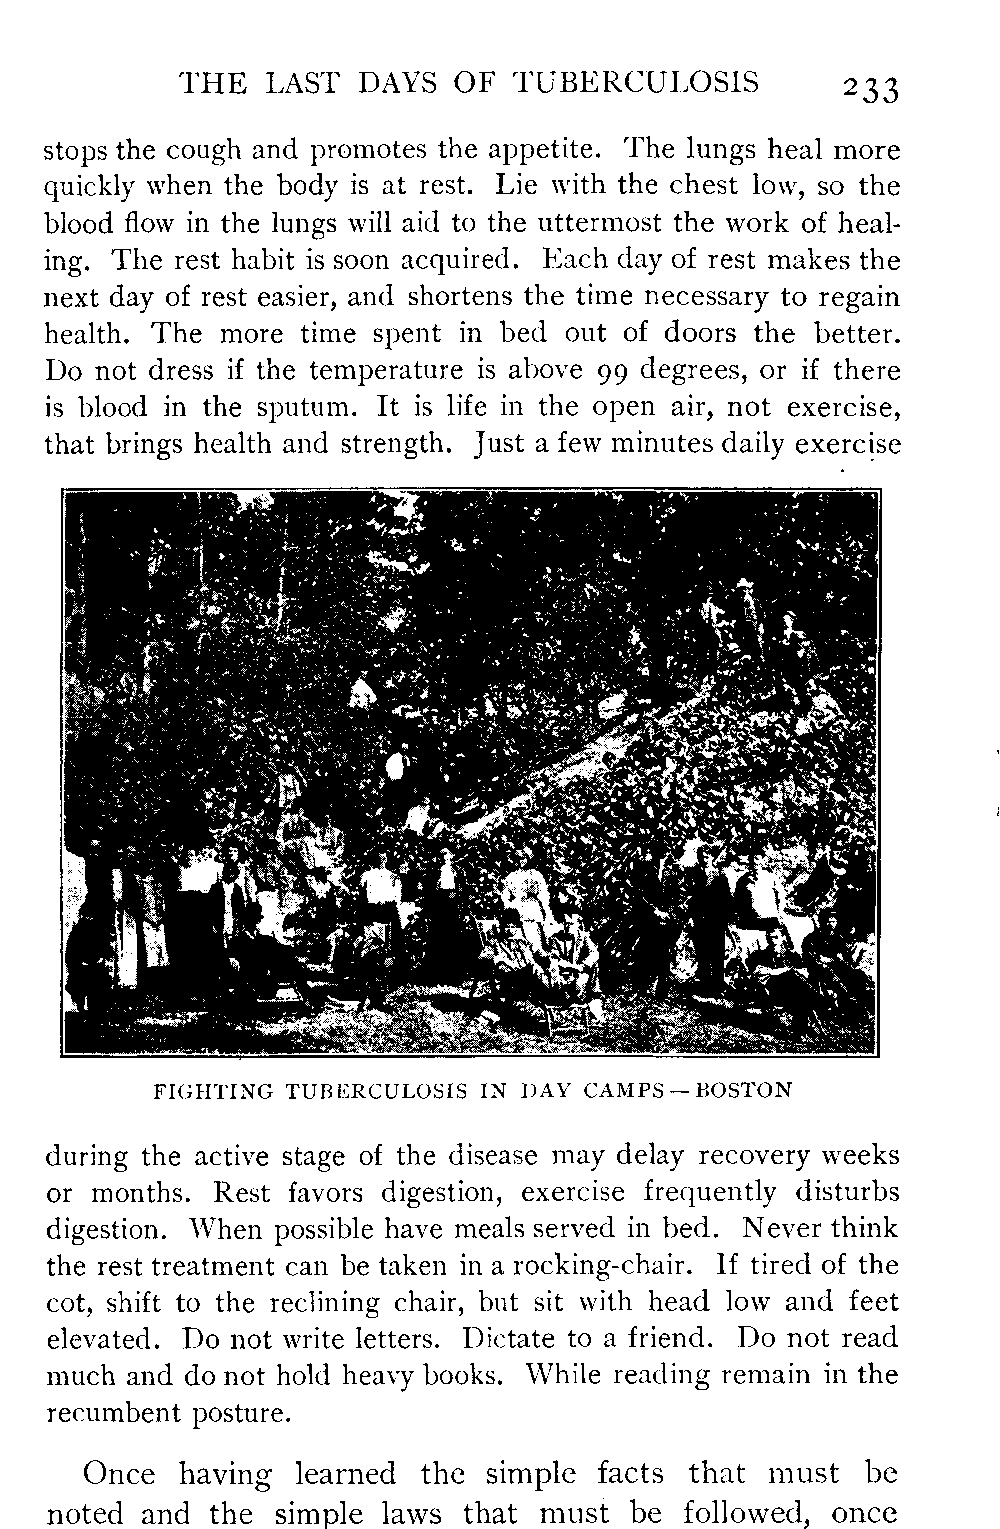 THE LAST DAYS OF TUBERCULOSIS 233
stops the cough and promotes the appetite. The lungs heal more
quickly when the body is at rest. Lie with the chest low, so the
blood flow in the lungs will aid to the uttermost the work of heal-
ing. The rest habit is soon acquired. Each day of rest makes the
next day of rest easier, and shortens the time necessary to regain
health. The more time spent in bed out of doors the better.
Do not dress if the temperature is above 99 degrees, or if there
is blood in the sputum. It is life in the open air, not exercise,
that brings health and strength. Just a few minutes daily exercise
FIGHTING TUBERCULOSIS IN DAY CAMPS — BOSTON
during the active stage of the disease may delay recovery weeks
or months. Rest favors digestion, exercise frequently disturbs
digestion. When possible have meals served in bed. Never think
the rest treatment can be taken in a rocking-chair. If tired of the
cot, shift to the reclining chair, but sit with head low and feet
elevated. Do not write letters. Dictate to a friend. Do not read
much and do not hold heavy books. While reading remain in the
recumbent posture.
Once having learned the simple facts that must be
noted and the simple laws that must be followed, once